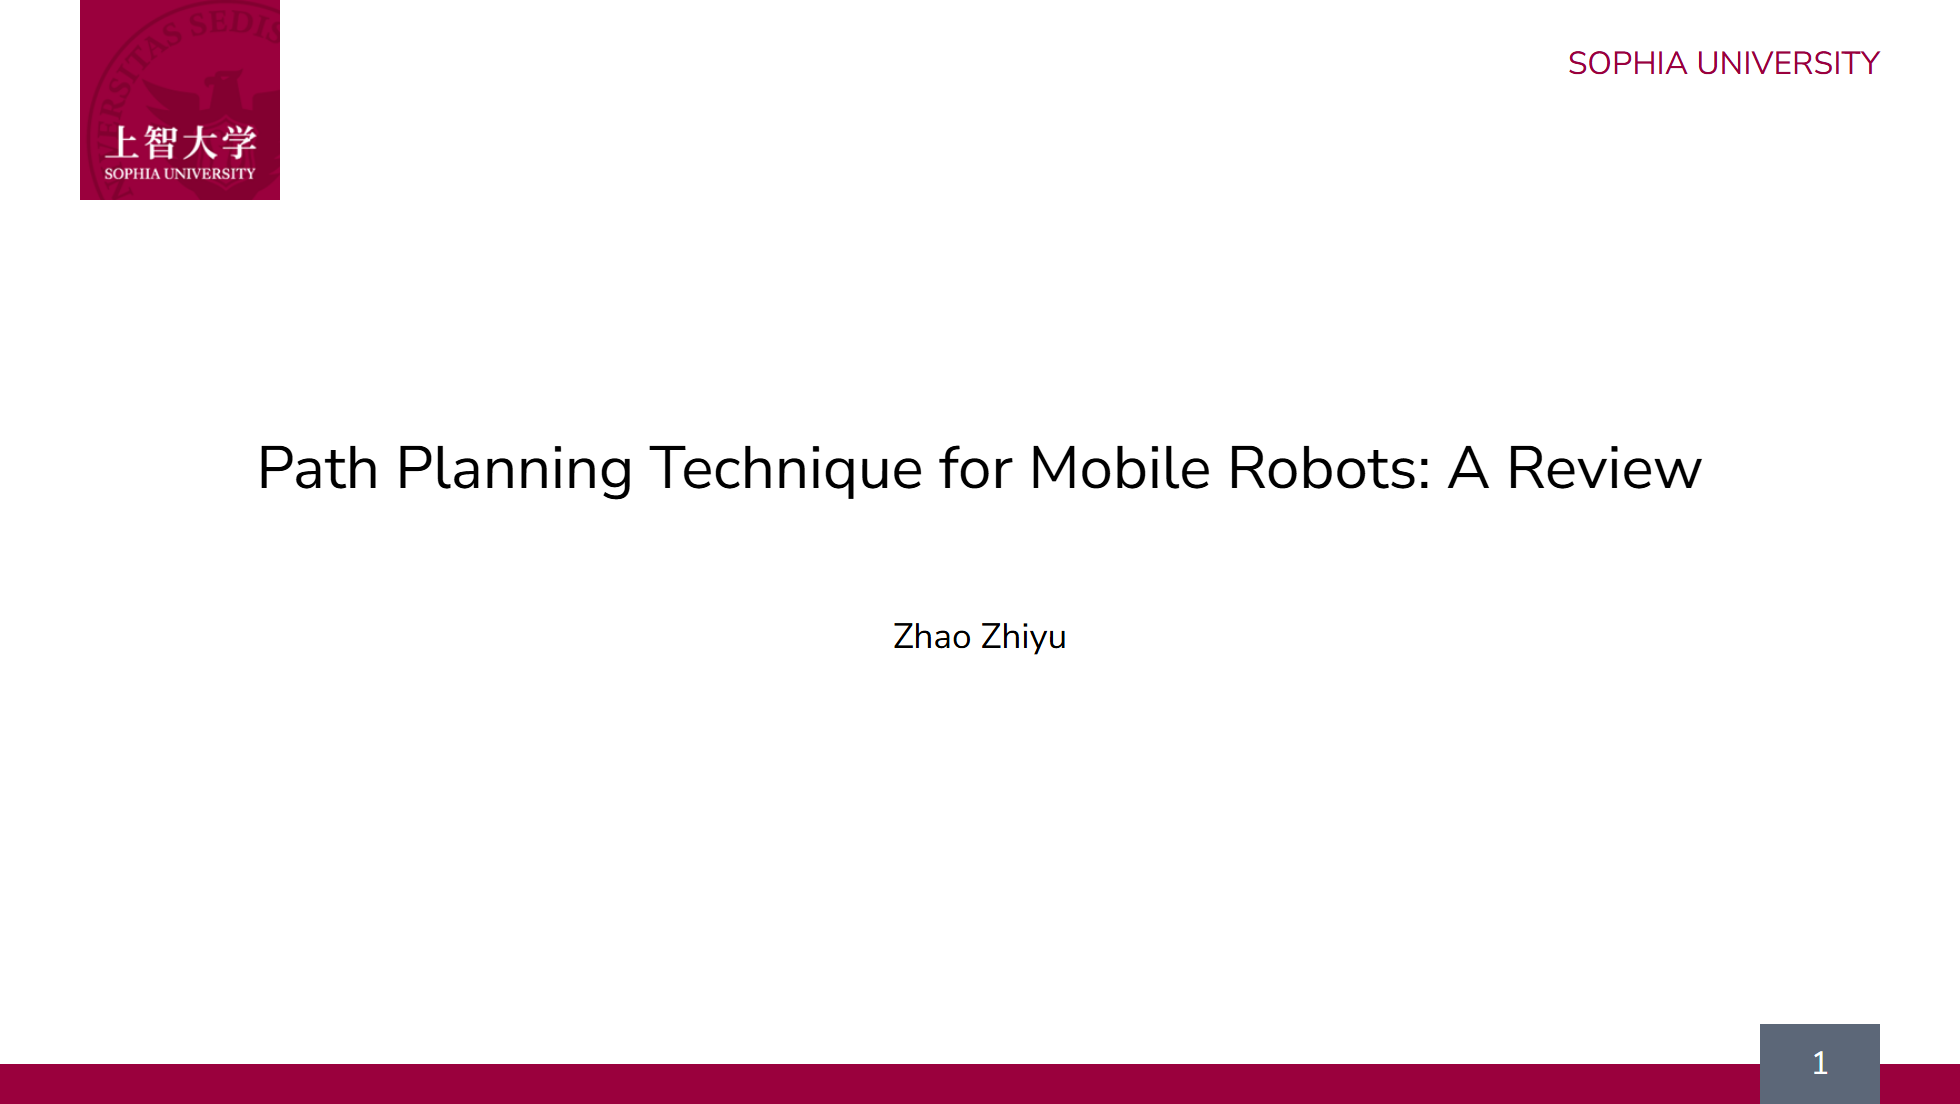 上智大学
SOPHIA UNIVERSITY
SOPHIA UNIVERSITY
Path Planning Technique for Mobile Robots: A Review
Zhao Zhiyu
1